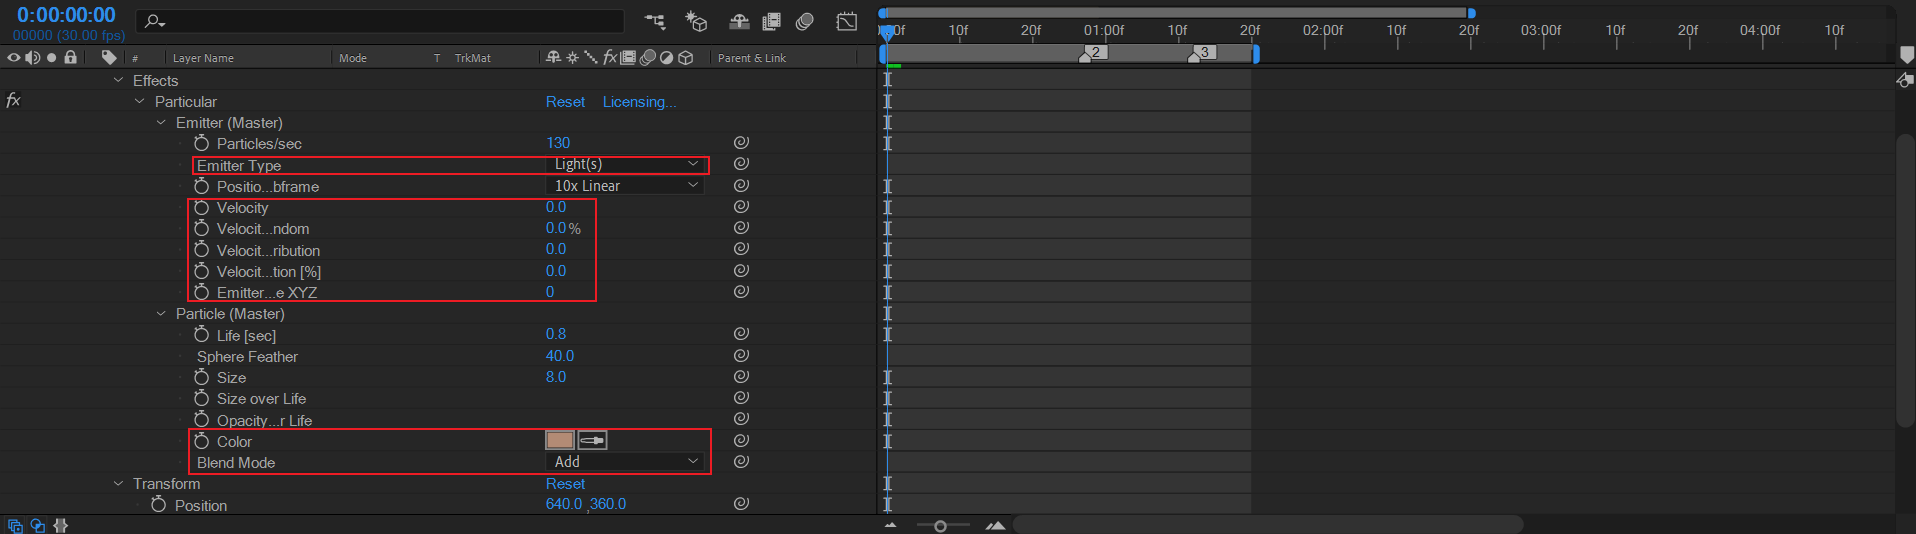 0:00:00:00
00000 (30.00 fps)
10f 20f 01:00f 10f 20f 02:00f 10f 20f 03:00f 10f 20f 04:00f 10f
2 3
# Layer Name Mode T TrkMat fx Parent & Link
Effects
fx Particular Reset Licensing...
Emitter (Master)
Particles/sec 130
Emitter Type Light(s)
Positio...bframe 10x Linear
Velocity 0.0
Velocit...ndom 0.0 %
Velocit...ribution 0.0
Velocit...tion [%] 0.0
Emitter...e XYZ 0
Particle (Master)
Life [sec] 0.8
Sphere Feather 40.0
Size 8.0
Size over Life
Opacity...r Life
Color
Blend Mode Add
Transform Reset
Position 640.0 ,360.0